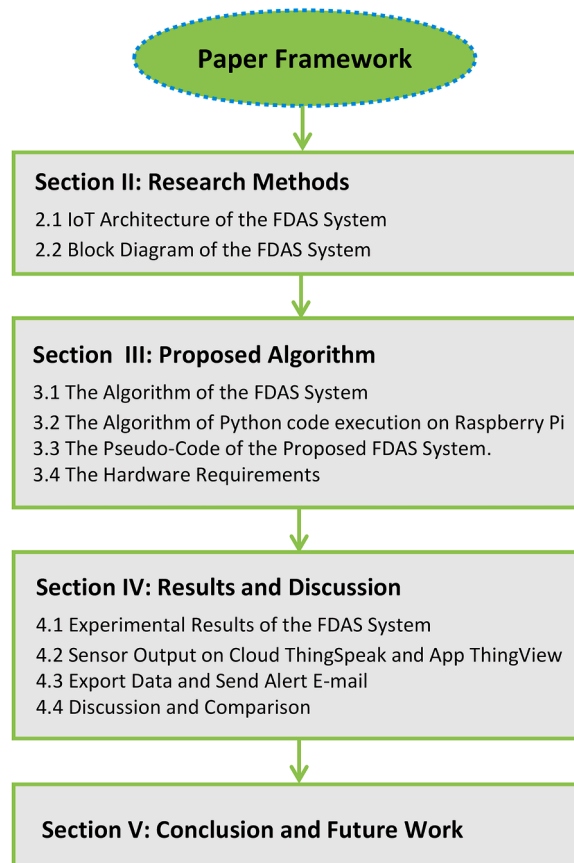 Paper Framework
Section II: Research Methods
2.1 IoT Architecture of the FDAS System
2.2 Block Diagram of the FDAS System
Section III: Proposed Algorithm
3.1 The Algorithm of the FDAS System
3.2 The Algorithm of Python code execution on Raspberry Pi
3.3 The Pseudo-Code of the Proposed FDAS System.
3.4 The Hardware Requirements
Section IV: Results and Discussion
4.1 Experimental Results of the FDAS System
4.2 Sensor Output on Cloud ThingSpeak and App ThingView
4.3 Export Data and Send Alert E-mail
4.4 Discussion and Comparison
Section V: Conclusion and Future Work